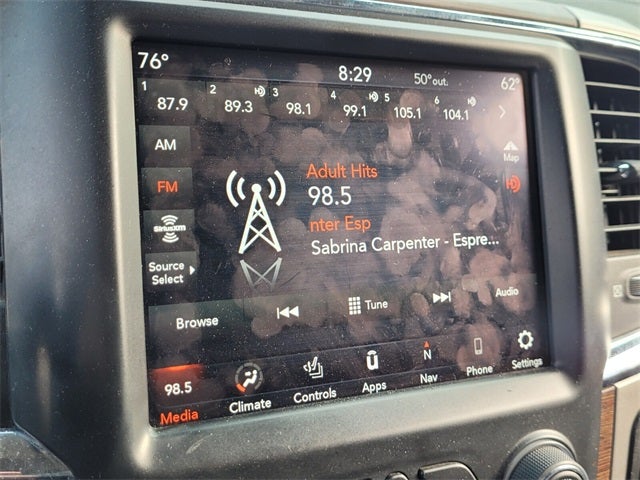 76° 8:29 50°out. 62°
1 2 3 4 5 6
87.9 89.3 98.1 99.1 105.1 104.1
AM
FM
SiriusXM
Source
Select
Adult Hits
98.5
nter Esp
Sabrina Carpenter - Espre...
Map
Browse Tune Audio
98.5 N
Media Climate Controls Apps Nav Phone Settings